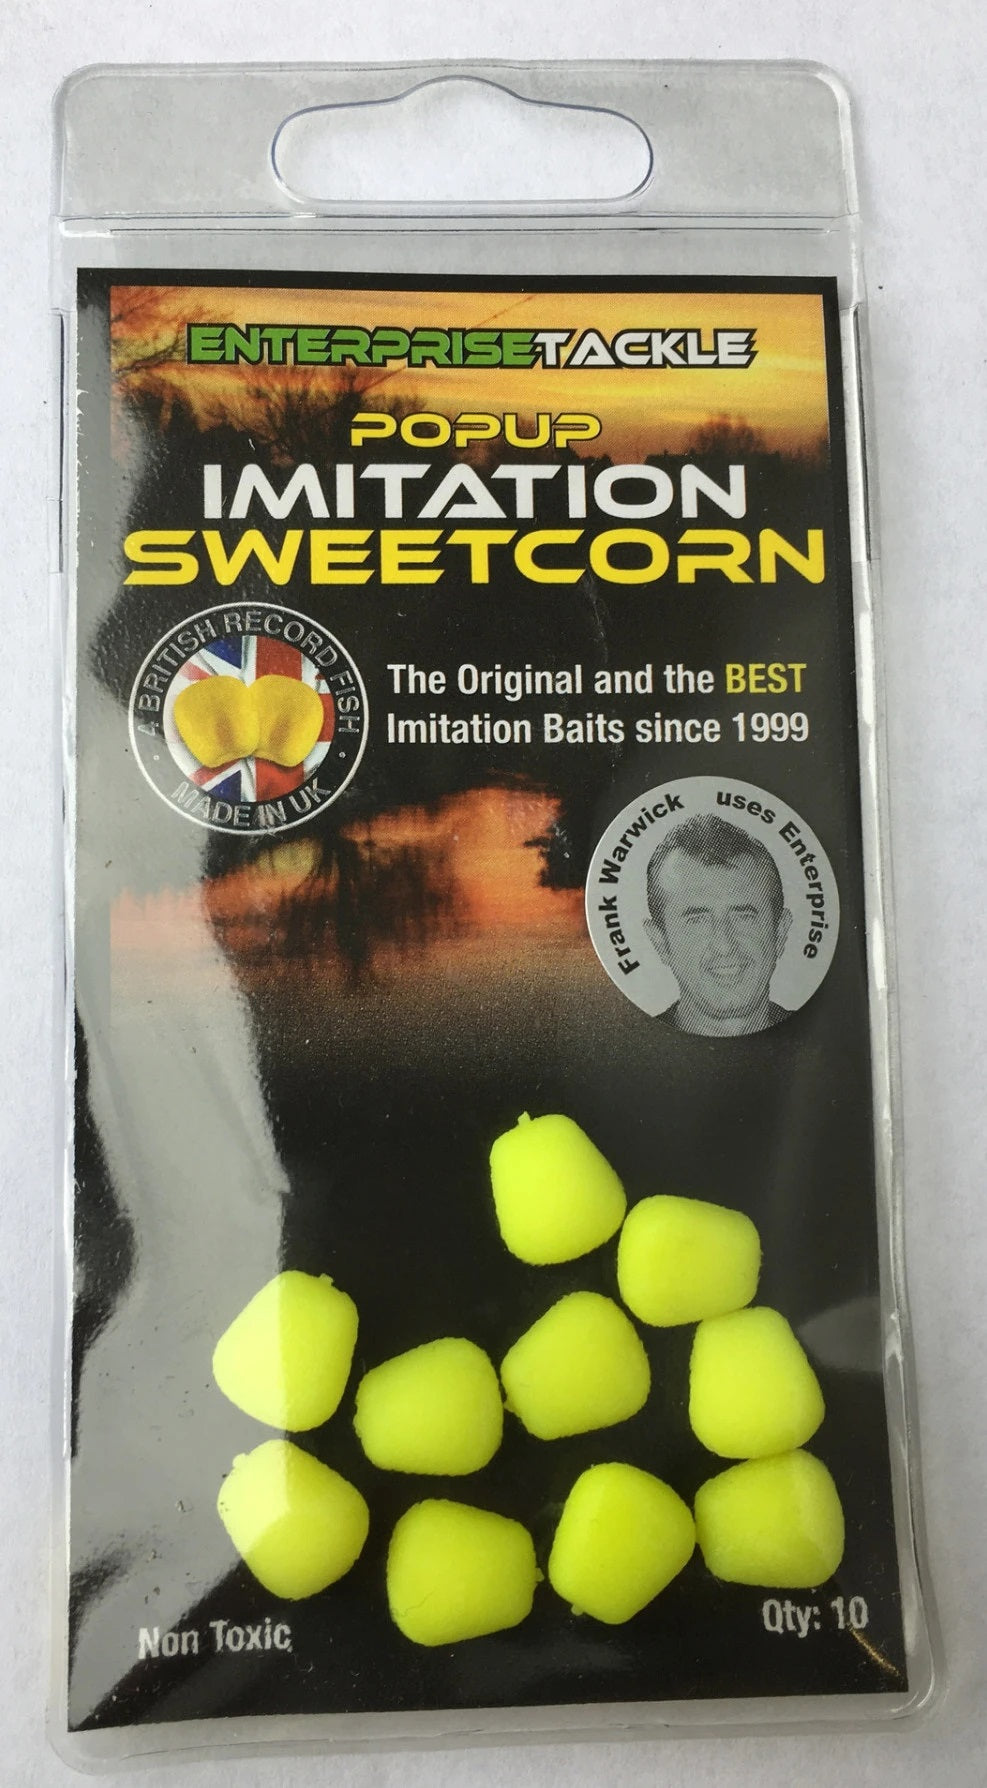 ENTERPRISETACKLE
POPUP
IMITATION
SWEETCORN
4 BRITISH RECORD FISH
MADE IN UK
The Original and the BEST
Imitation Baits since 1999
Frank Warwick uses Enterprise
Non Toxic
Qty: 10